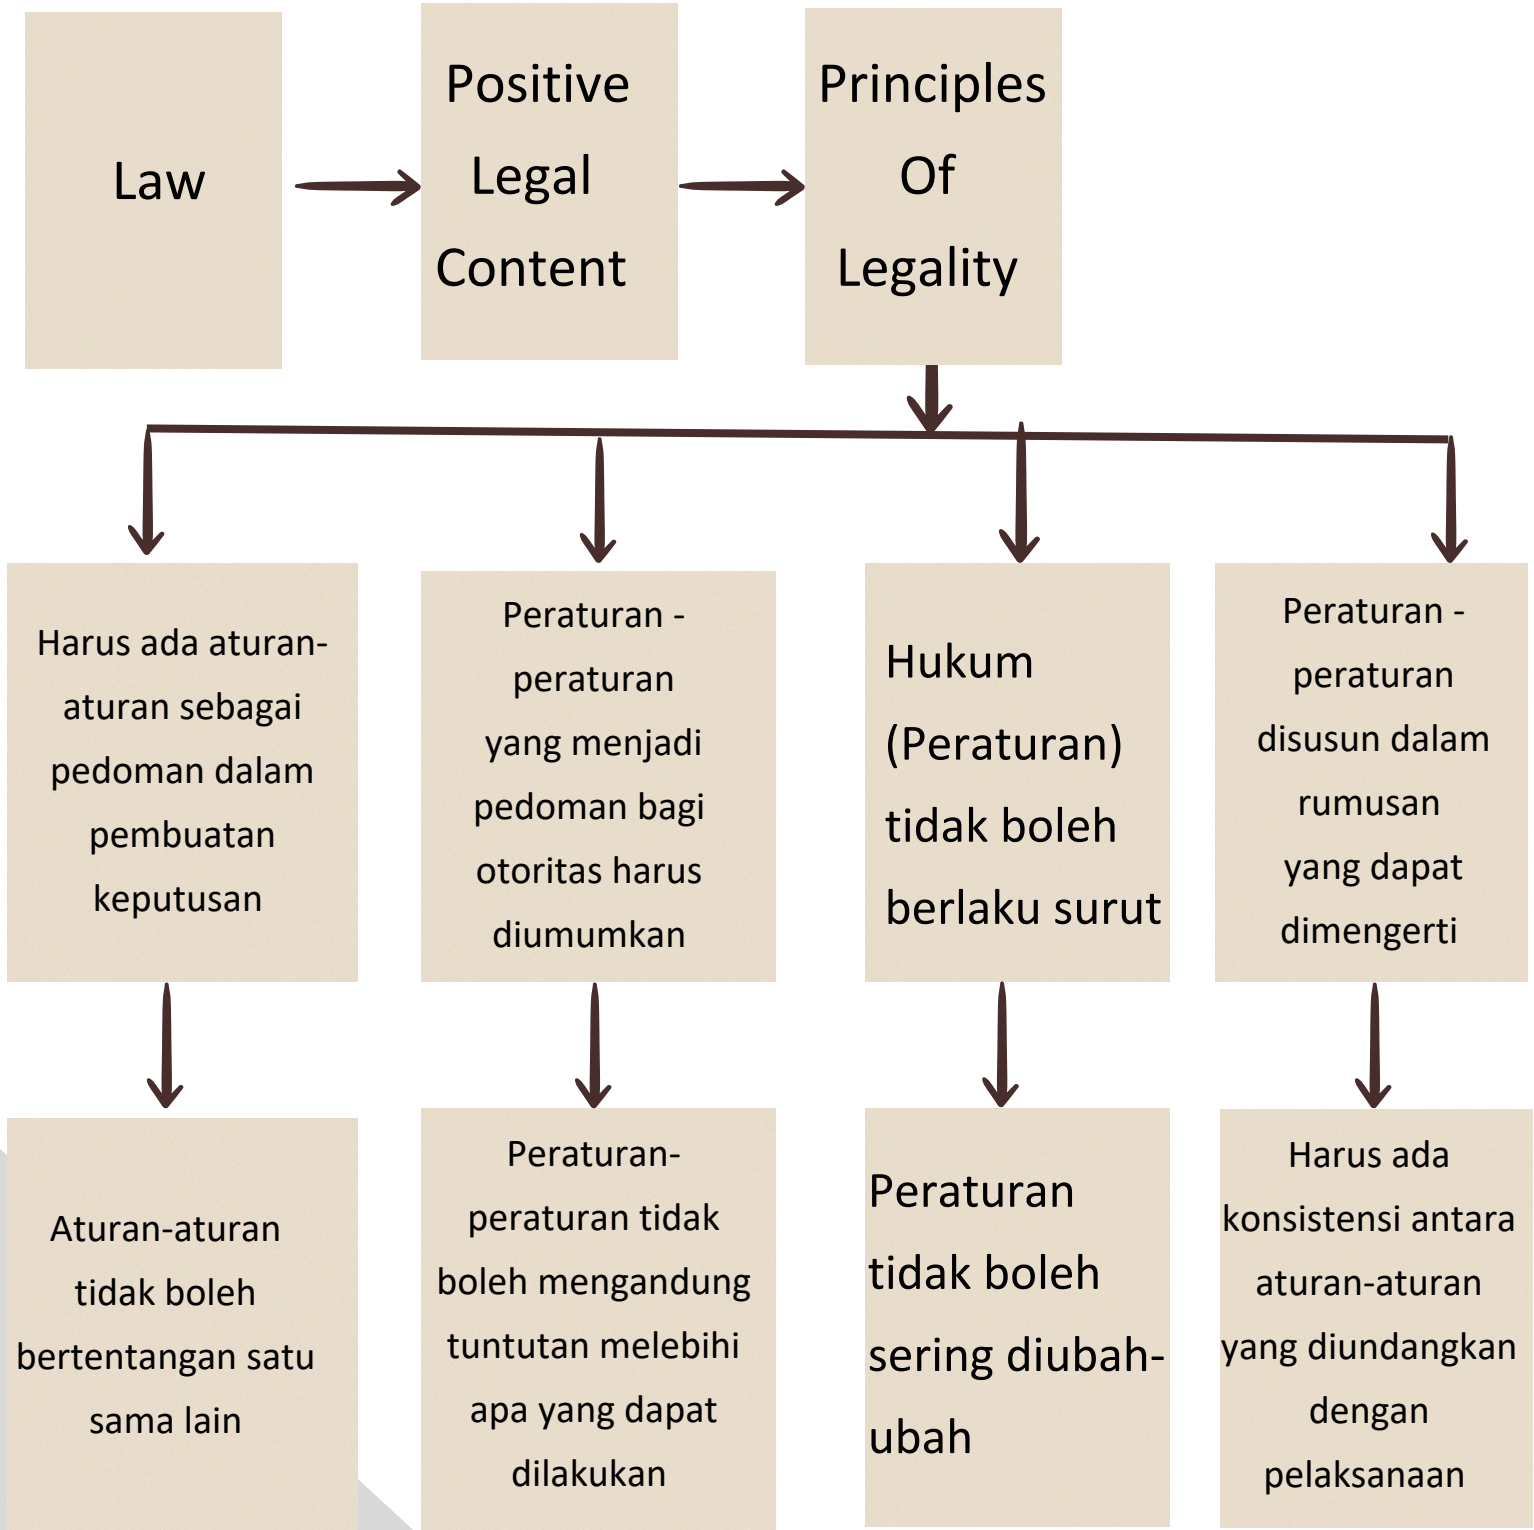 Law
Positive
Legal
Content
Principles
Of
Legality
Harus ada aturan-
aturan sebagai
pedoman dalam
pembuatan
keputusan
Peraturan -
peraturan
yang menjadi
pedoman bagi
otoritas harus
diumumkan
Hukum
(Peraturan)
tidak boleh
berlaku surut
Peraturan -
peraturan
disusun dalam
rumusan
yang dapat
dimengerti
Aturan-aturan
tidak boleh
bertentangan satu
sama lain
Peraturan-
peraturan tidak
boleh mengandung
tuntutan melebihi
apa yang dapat
dilakukan
Peraturan
tidak boleh
sering diubah-
ubah
Harus ada
konsistensi antara
aturan-aturan
yang diundangkan
dengan
pelaksanaan